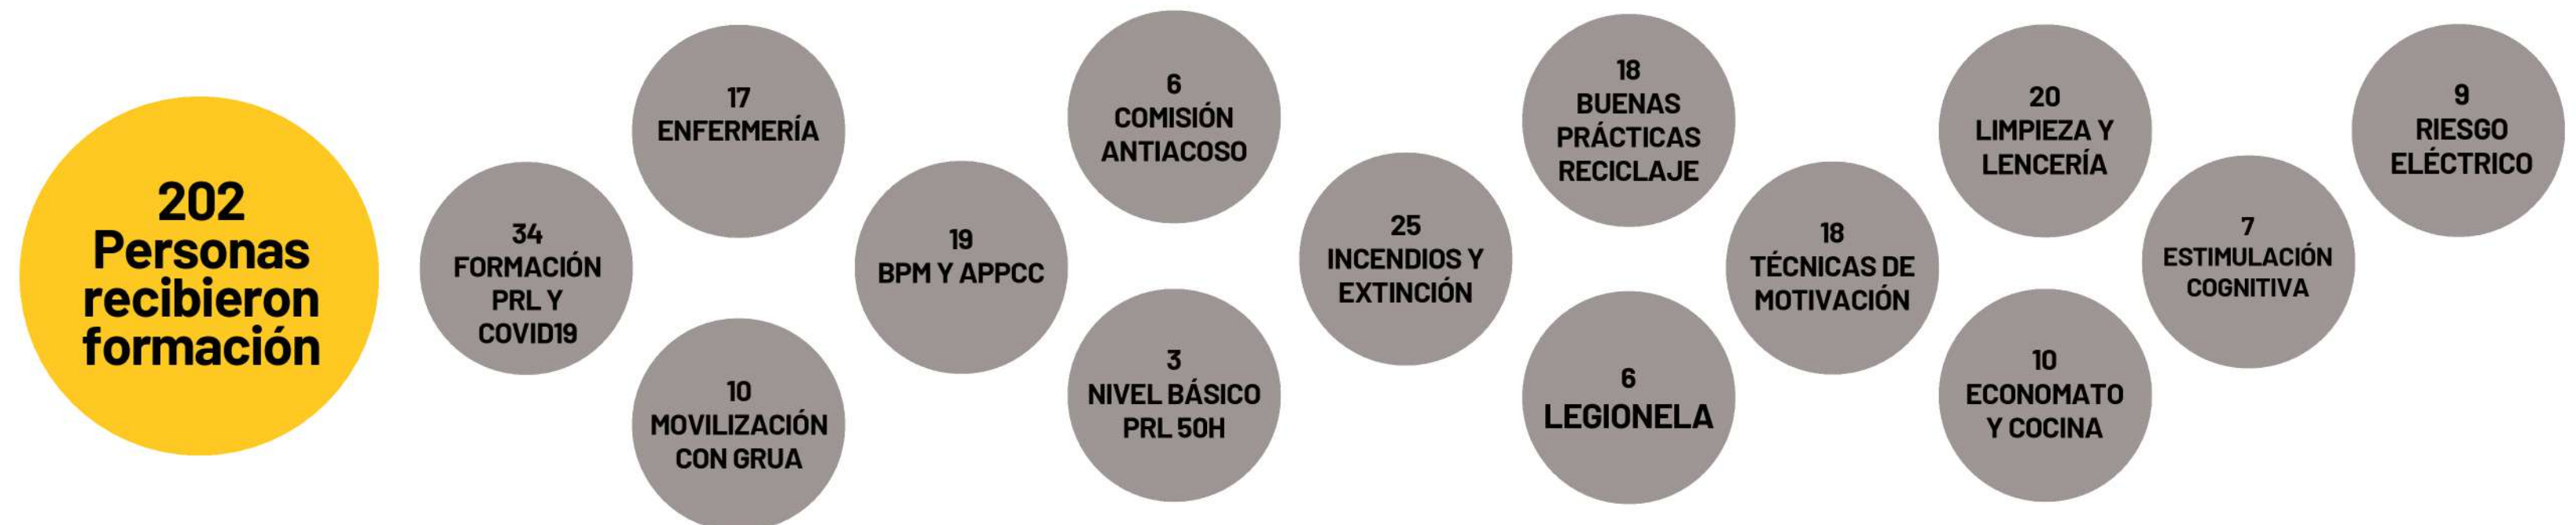 202
Personas
recibieron
formación
34
FORMACIÓN
PRL Y
COVID19
17
ENFERMERÍA
10
MOVILIZACIÓN
CON GRUA
19
BPM Y APPCC
6
COMISIÓN
ANTIACOSO
3
NIVEL BÁSICO
PRL 50H
25
INCENDIOS Y
EXTINCIÓN
18
BUENAS
PRÁCTICAS
RECICLAJE
6
LEGIONELA
18
TÉCNICAS DE
MOTIVACIÓN
20
LIMPIEZA Y
LENCERÍA
10
ECONOMATO
Y COCINA
7
ESTIMULACIÓN
COGNITIVA
9
RIESGO
ELÉCTRICO